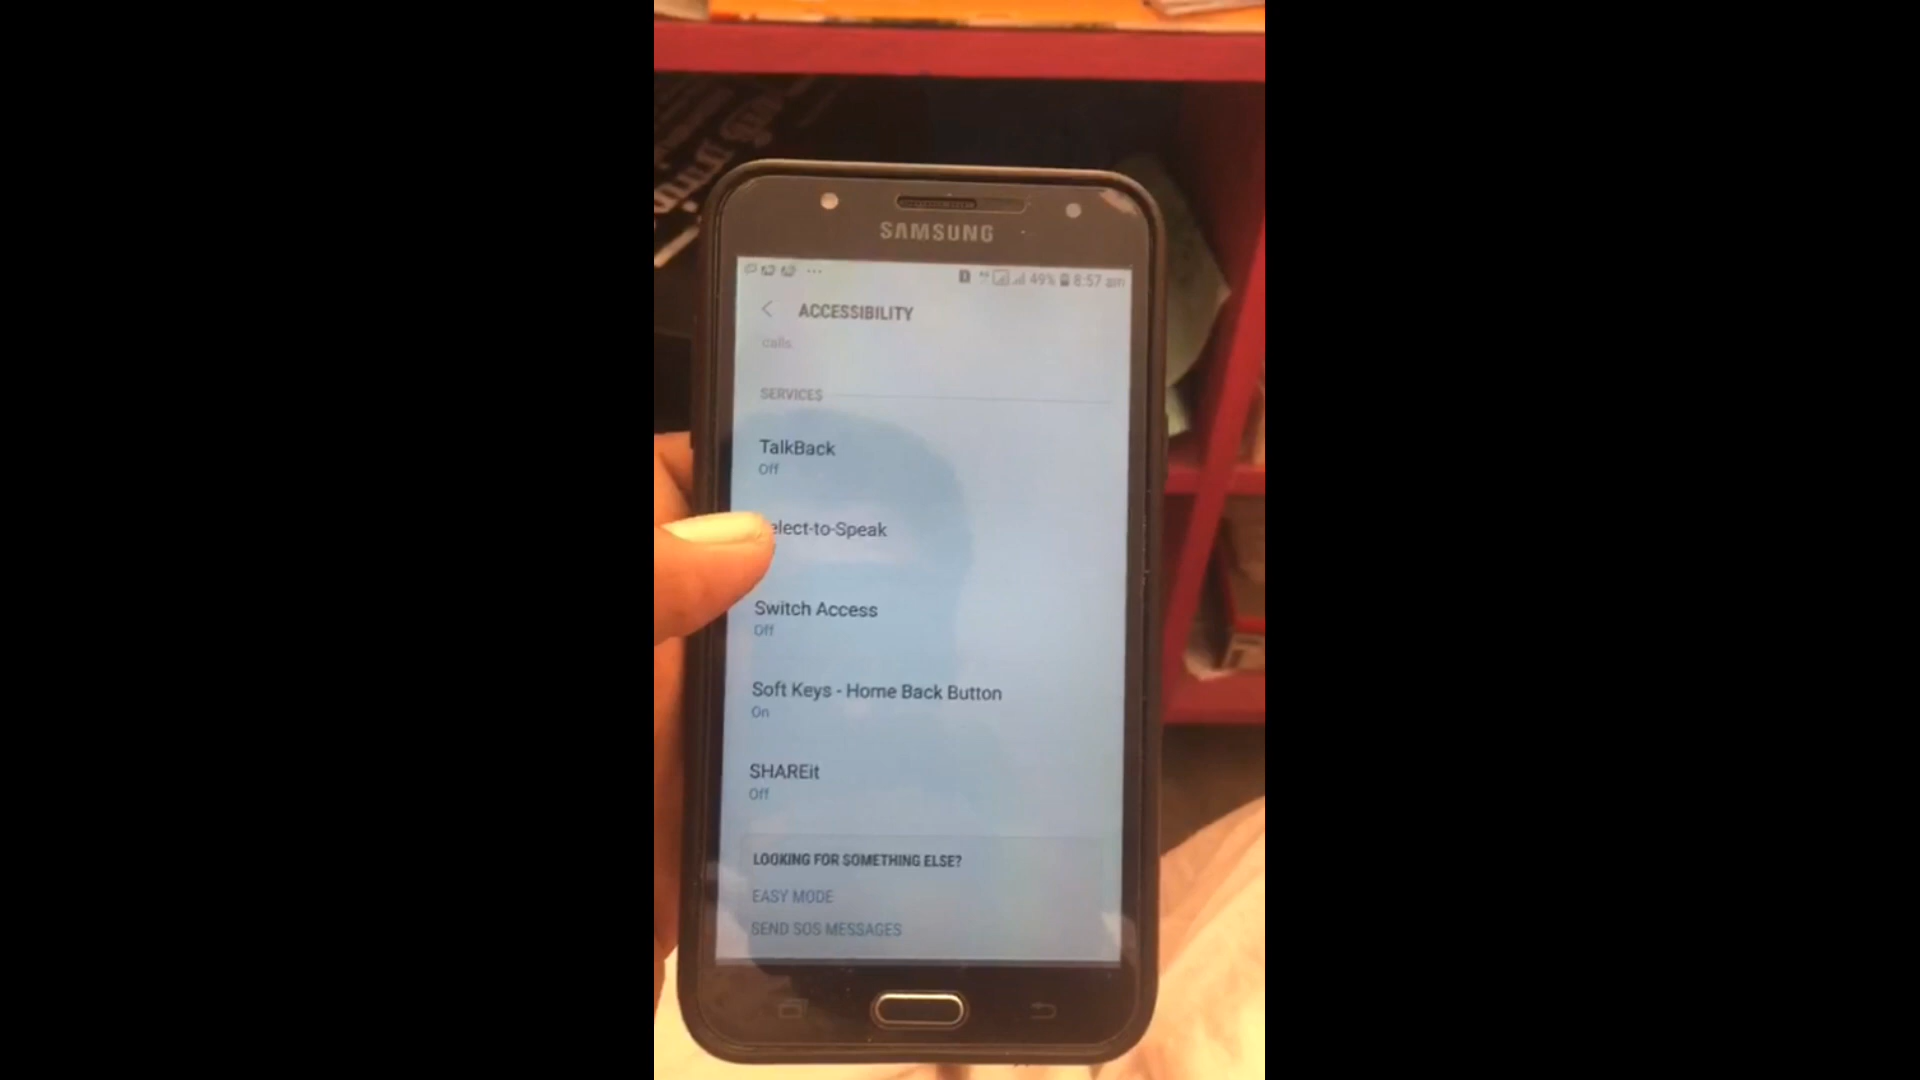 SAMSUNG
49% 8:57 am
ACCESSIBILITY
calls.
SERVICES
TalkBack
Off
elect-to-Speak
Switch Access
Off
Soft Keys - Home Back Button
On
SHAREit
Off
LOOKING FOR SOMETHING ELSE?
EASY MODE
SEND SOS MESSAGES